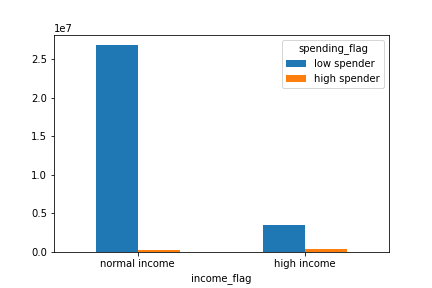 1e7
spending_flag
low spender
high spender
2.5
2.0
1.5
1.0
0.5
0.0
normal income
high income
income_flag